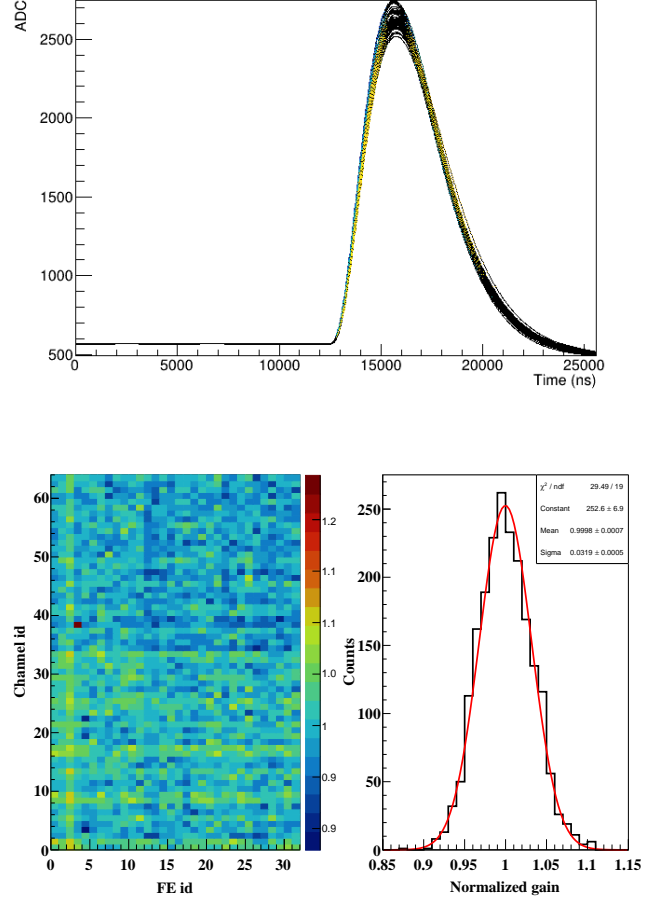 ADC
2500
2000
1500
1000
500
0 5000 10000 15000 20000 25000
Time (ns)
60
50
40
30
20
10
0
0 5 10 15 20 25 30
Channel id
FE id
1.2
1.1
1.1
1.0
1
0.9
0.9
250
200
150
100
50
0
0.85 0.9 0.95 1 1.05 1.1 1.15
Counts
Normalized gain
χ² / ndf 29.49 / 19
Constant 252.6 ± 6.9
Mean 0.9998 ± 0.0007
Sigma 0.0319 ± 0.0005